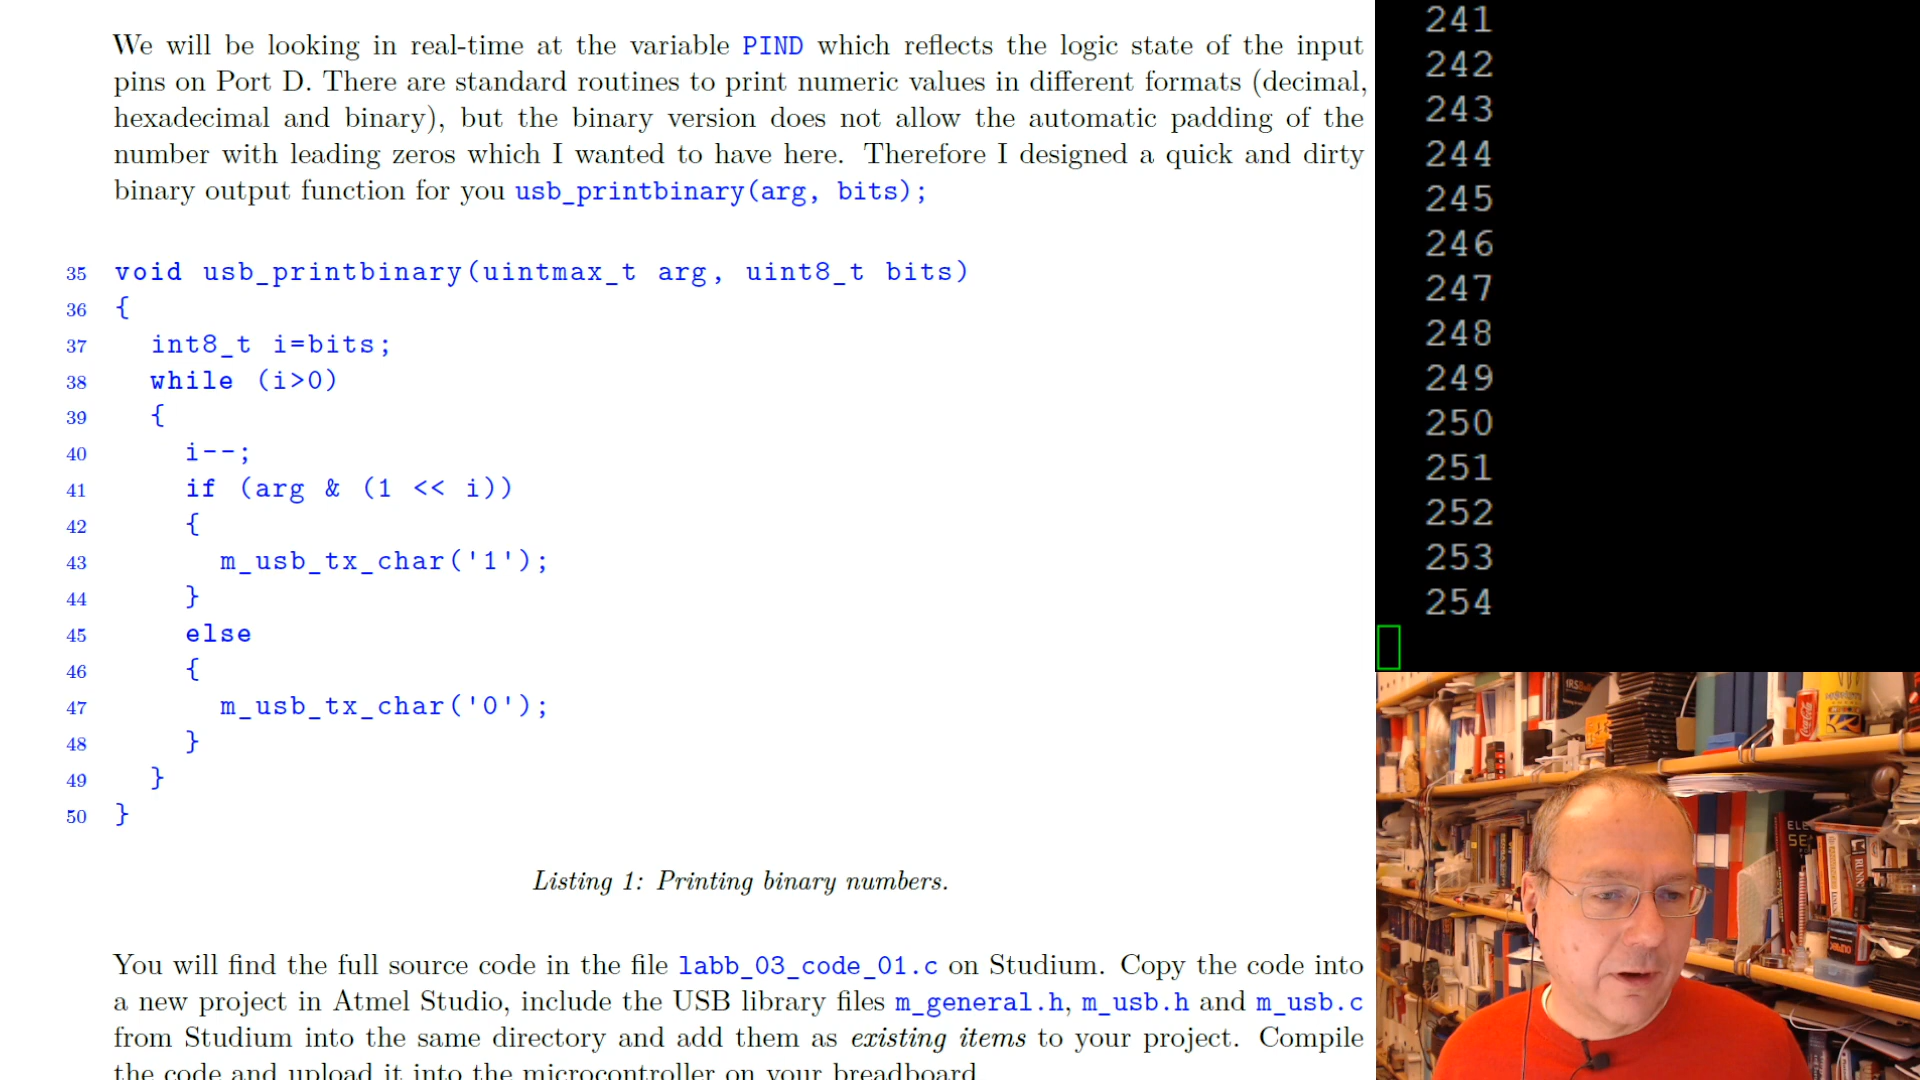 We will be looking in real-time at the variable PIND which reflects the logic state of the input
pins on Port D. There are standard routines to print numeric values in different formats (decimal,
hexadecimal and binary), but the binary version does not allow the automatic padding of the
number with leading zeros which I wanted to have here. Therefore I designed a quick and dirty
binary output function for you usb_printbinary(arg, bits);
35 void usb_printbinary(uintmax_t arg, uint8_t bits)
36 {
37 int8_t i=bits;
38 while (i>0)
39 {
40 i--;
41 if (arg & (1 << i))
42 {
43 m_usb_tx_char('1');
44 }
45 else
46 {
47 m_usb_tx_char('0');
48 }
49 }
50 }
Listing 1: Printing binary numbers.
You will find the full source code in the file labb_03_code_01.c on Studium. Copy the code into
a new project in Atmel Studio, include the USB library files m_general.h, m_usb.h and m_usb.c
from Studium into the same directory and add them as existing items to your project. Compile
the code and upload it into the microcontroller on your breadboard
241
242
243
244
245
246
247
248
249
250
251
252
253
254